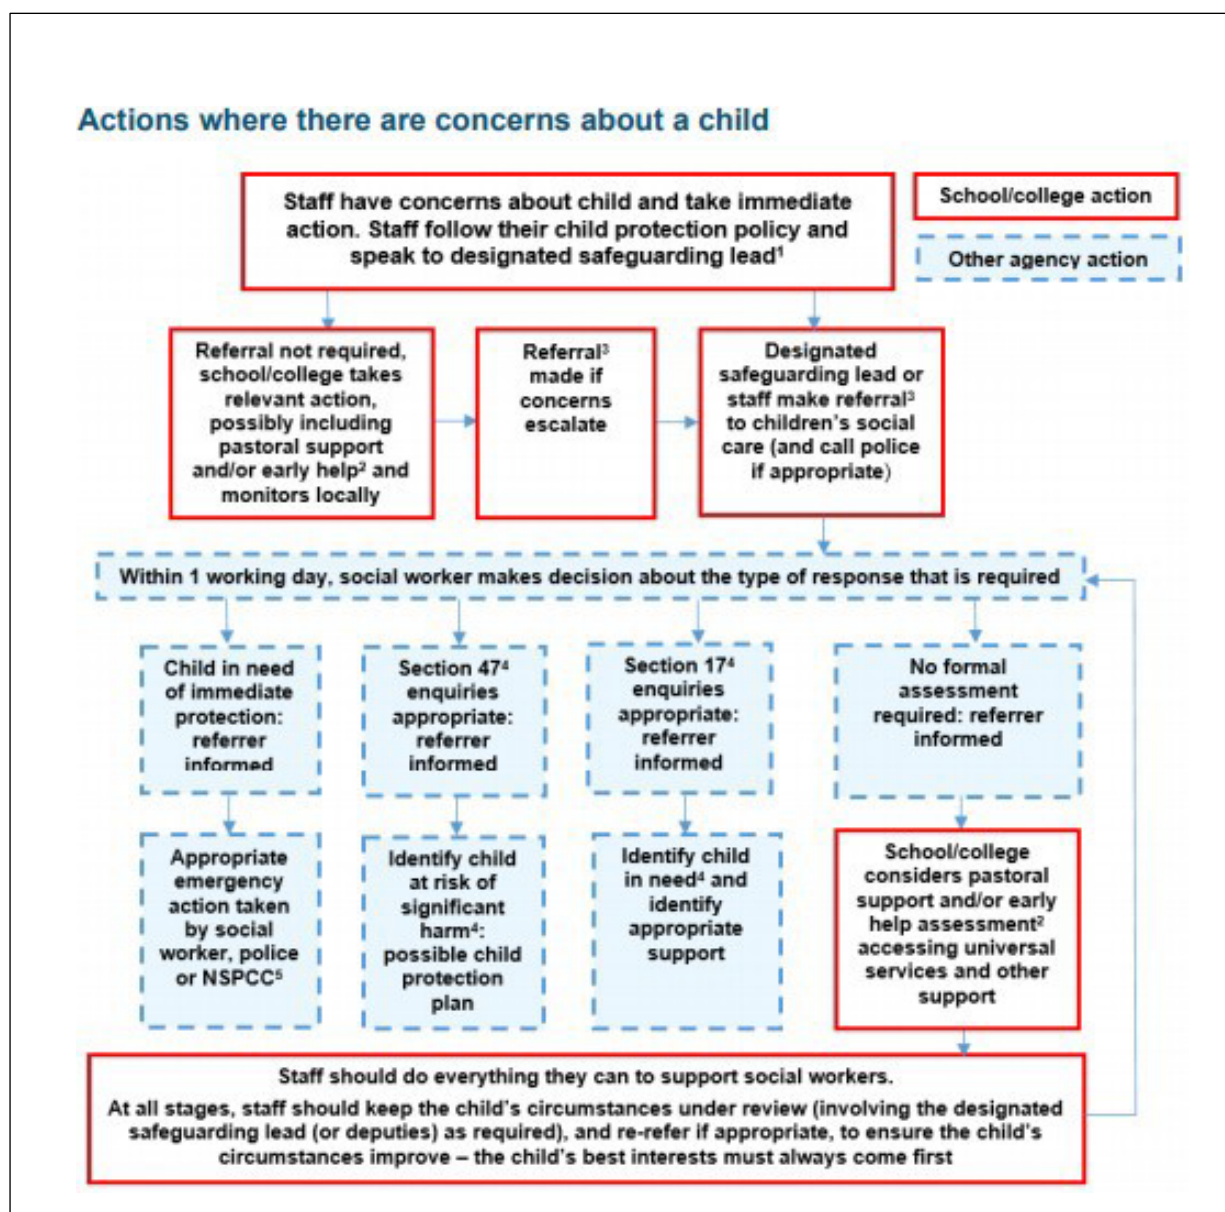 Actions where there are concerns about a child
Staff have concerns about child and take immediate
action. Staff follow their child protection policy and
speak to designated safeguarding lead¹
School/college action
Other agency action
Referral not required,
school/college takes
relevant action,
possibly including
pastoral support
and/or early help² and
monitors locally
Referral³
made if
concerns
escalate
Designated
safeguarding lead or
staff make referral³
to children’s social
care (and call police
if appropriate)
Within 1 working day, social worker makes decision about the type of response that is required
Child in need
of immediate
protection:
referrer
informed
Section 47⁴
enquiries
appropriate:
referrer
informed
Section 17⁴
enquiries
appropriate:
referrer
informed
No formal
assessment
required: referrer
informed
Appropriate
emergency
action taken
by social
worker, police
or NSPCC⁵
Identify child
at risk of
significant
harm⁴:
possible child
protection
plan
Identify child
in need⁴ and
identify
appropriate
support
School/college
considers pastoral
support and/or early
help assessment²
accessing universal
services and other
support
Staff should do everything they can to support social workers.
At all stages, staff should keep the child’s circumstances under review (involving the designated
safeguarding lead (or deputies) as required), and re-refer if appropriate, to ensure the child’s
circumstances improve – the child’s best interests must always come first